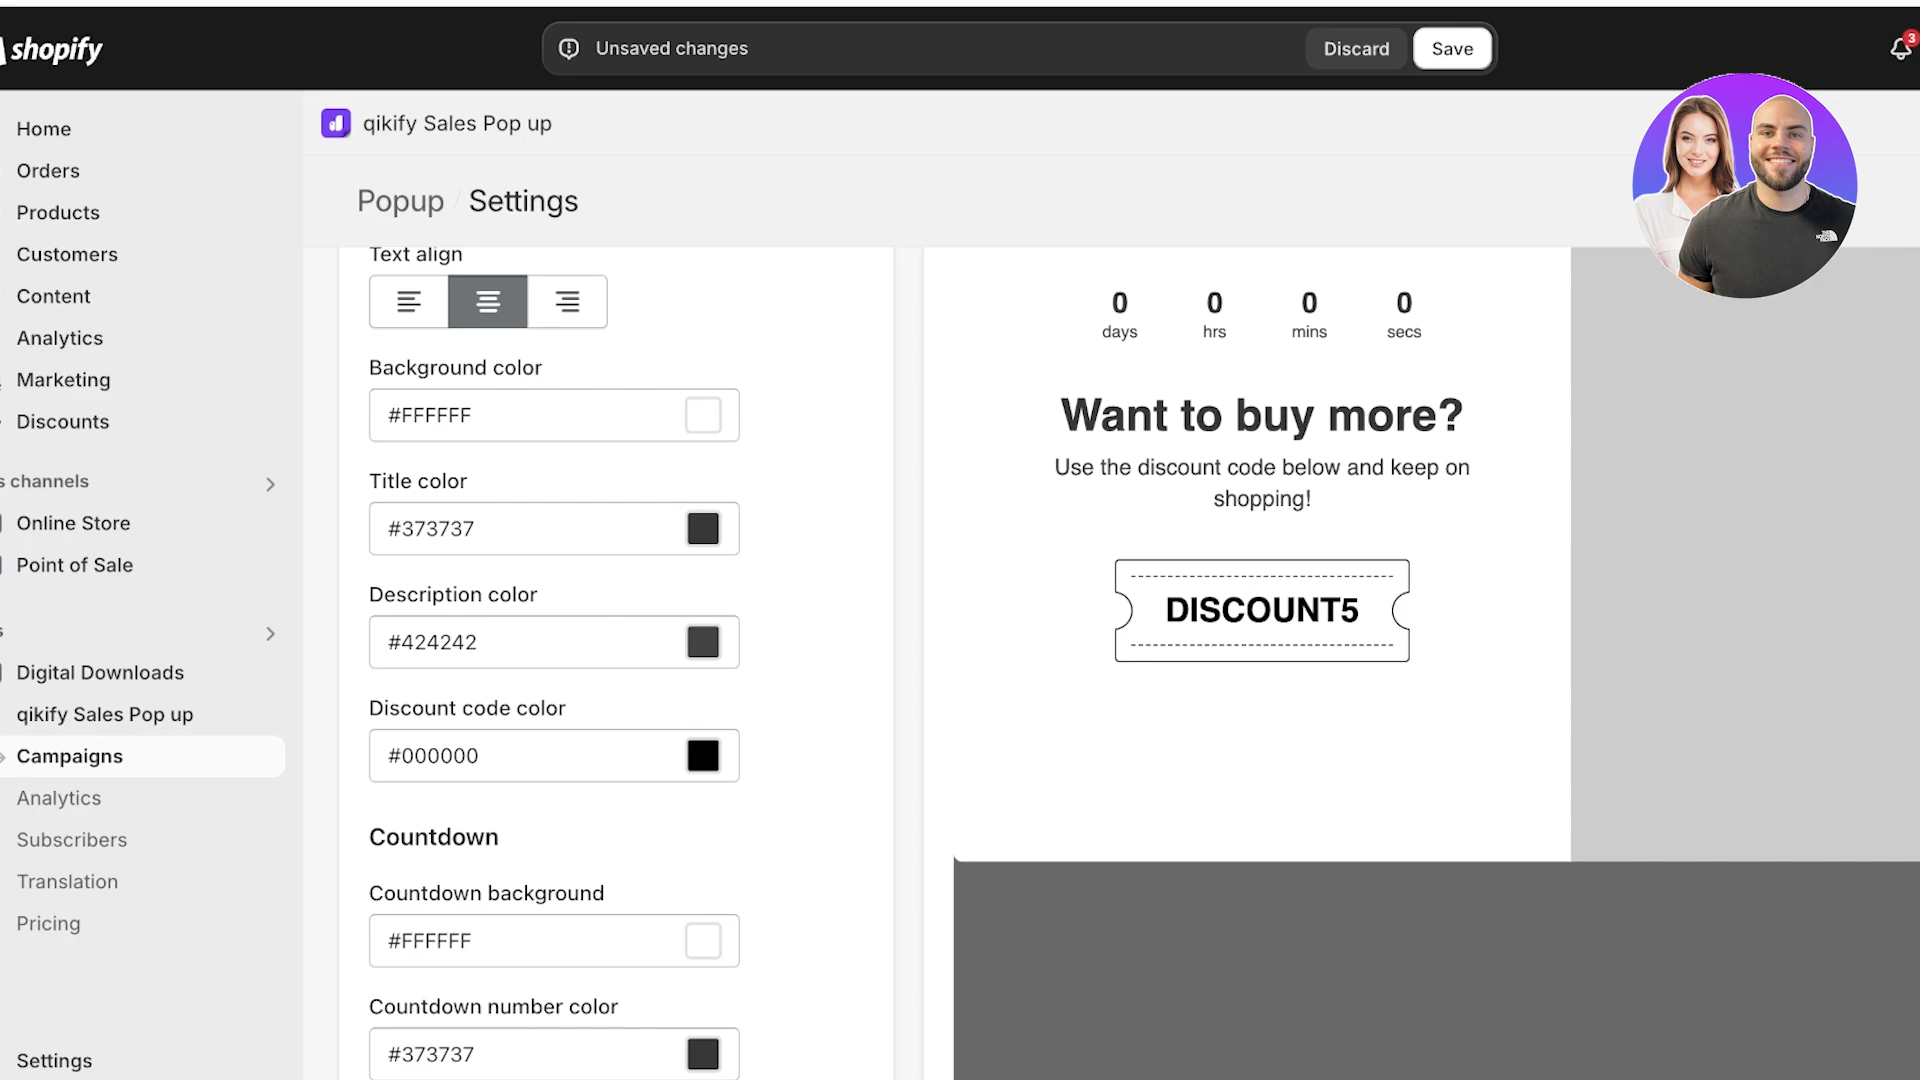 shopify
Unsaved changes
Discard
Save
3
Home
Orders
Products
Customers
Content
Analytics
Marketing
Discounts
s channels
Online Store
Point of Sale
s
Digital Downloads
qikify Sales Pop up
Campaigns
Analytics
Subscribers
Translation
Pricing
Settings
qikify Sales Pop up
Popup / Settings
Text align
Background color
#FFFFFF
Title color
#373737
Description color
#424242
Discount code color
#000000
Countdown
Countdown background
#FFFFFF
Countdown number color
#373737
0 0 0 0
days hrs mins secs
Want to buy more?
Use the discount code below and keep on
shopping!
DISCOUNT5